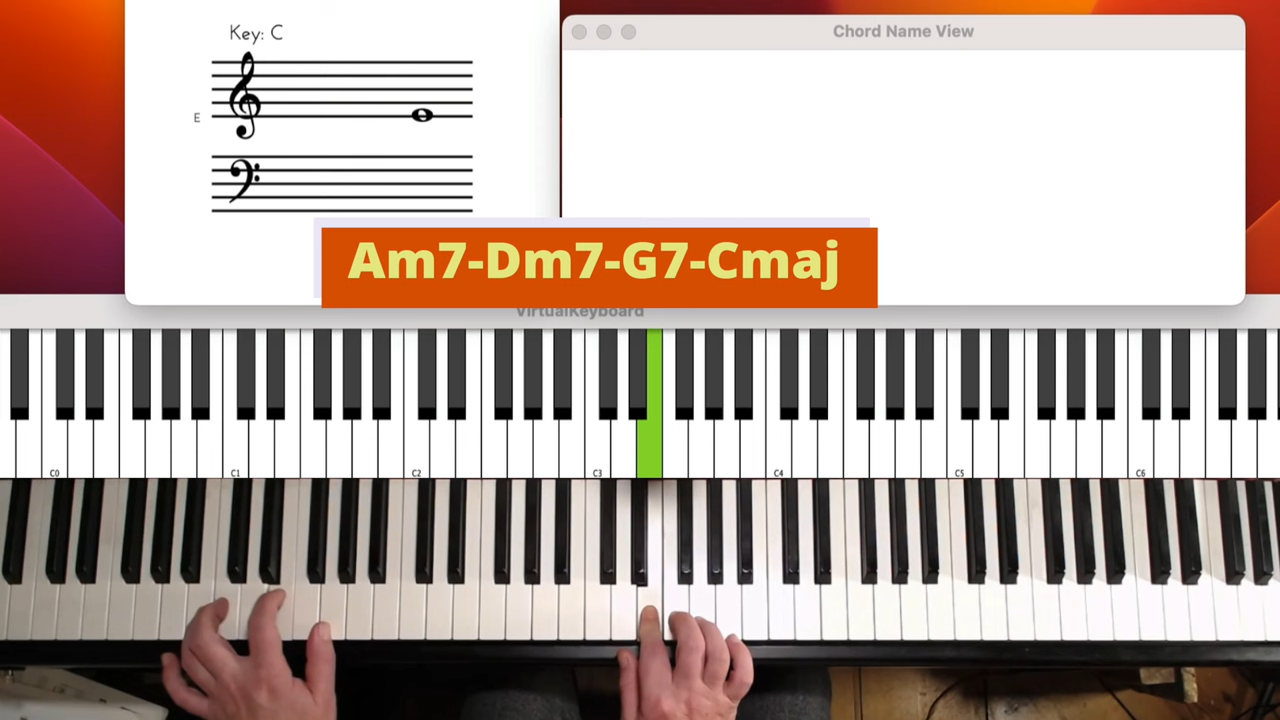 Key: C
Chord Name View
E
Am7-Dm7-G7-Cmaj
VirtualKeyboard
C0 C1 C2 C3 C4 C5 C6